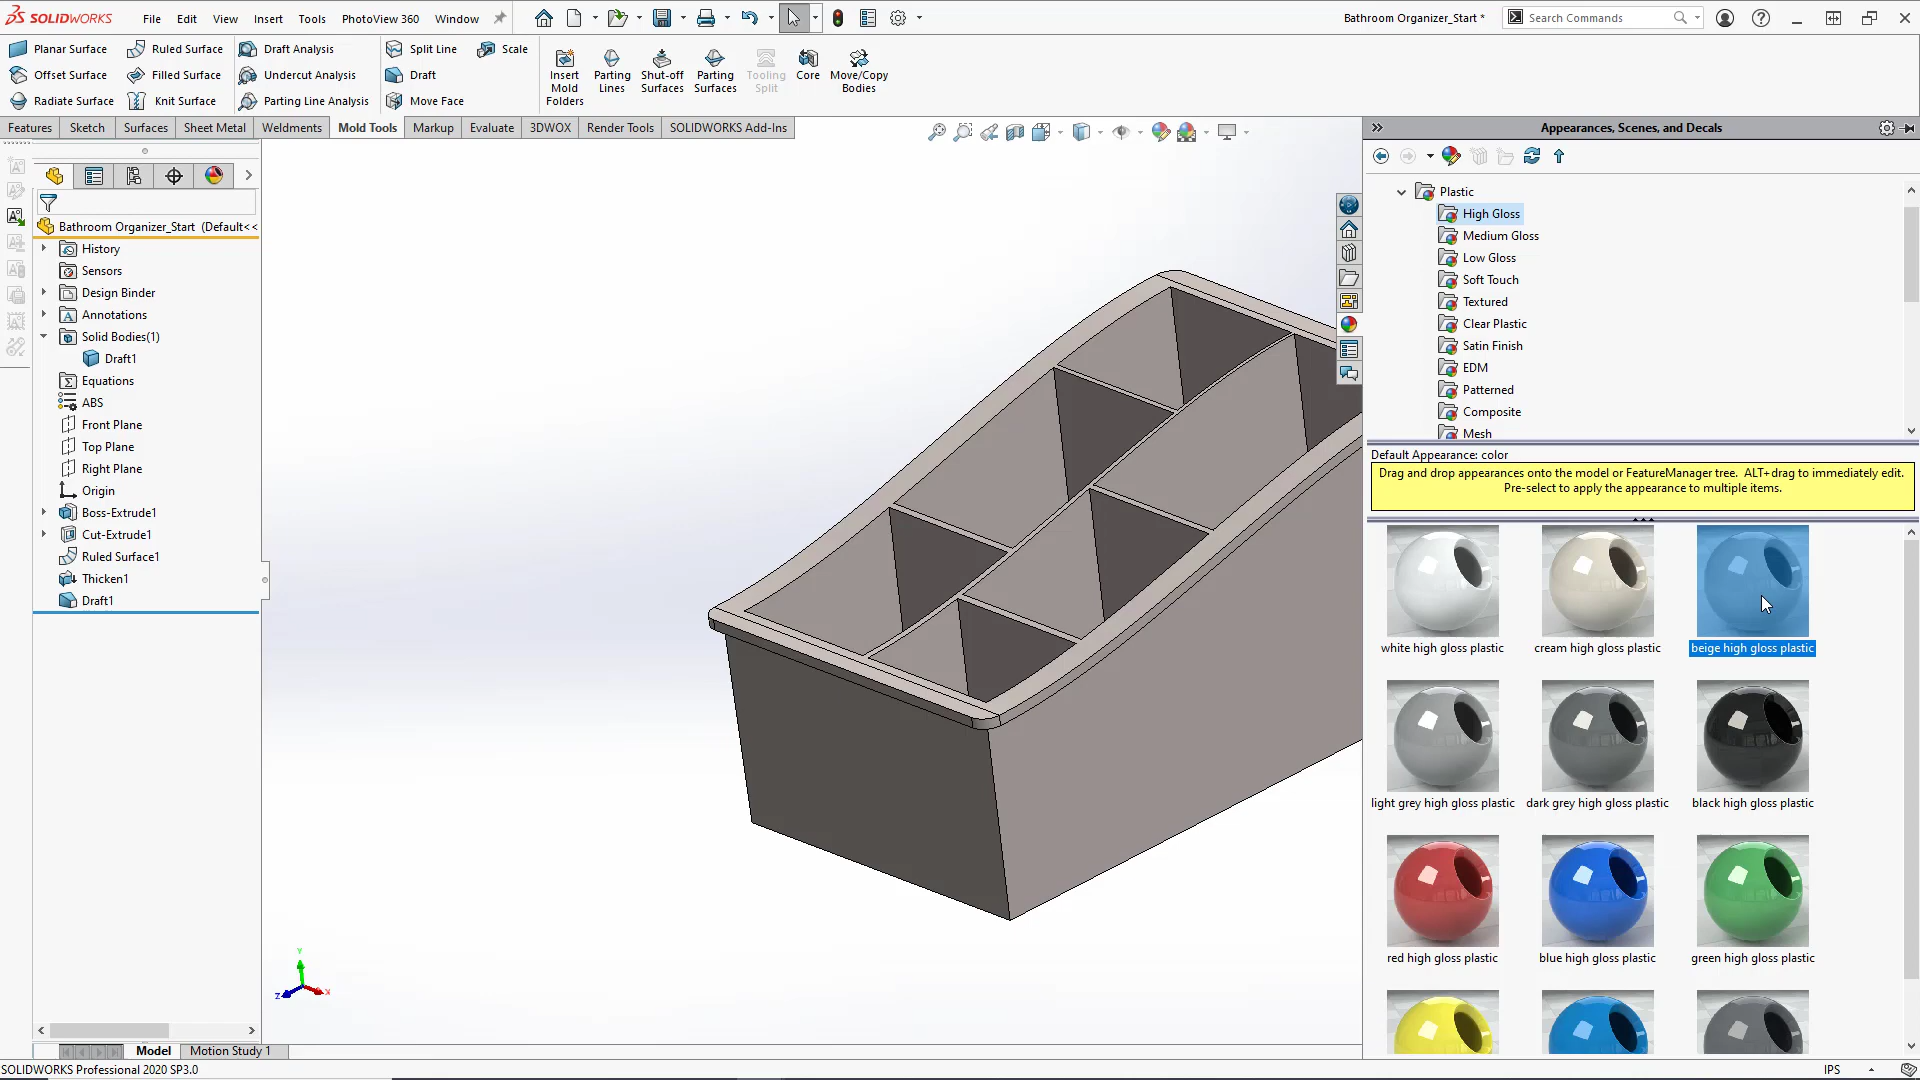 SOLIDWORKS
File Edit View Insert Tools PhotoView 360 Window
Bathroom Organizer_Start *
Search Commands
Planar Surface
Ruled Surface
Draft Analysis
Split Line
Scale
Offset Surface
Filled Surface
Undercut Analysis
Draft
Radiate Surface
Knit Surface
Parting Line Analysis
Move Face
Insert
Mold
Folders
Parting
Lines
Shut-off
Surfaces
Parting
Surfaces
Tooling
Split
Core
Move/Copy
Bodies
Features Sketch Surfaces Sheet Metal Weldments Mold Tools Markup Evaluate 3DWOX Render Tools SOLIDWORKS Add-Ins
Bathroom Organizer_Start (Default<<
History
Sensors
Design Binder
Annotations
Solid Bodies(1)
Draft1
Equations
ABS
Front Plane
Top Plane
Right Plane
Origin
Boss-Extrude1
Cut-Extrude1
Ruled Surface1
Thicken1
Draft1
Y
Z
X
Appearances, Scenes, and Decals
Plastic
High Gloss
Medium Gloss
Low Gloss
Soft Touch
Textured
Clear Plastic
Satin Finish
EDM
Patterned
Composite
Mesh
Default Appearance: color
Drag and drop appearances onto the model or FeatureManager tree. ALT+drag to immediately edit.
Pre-select to apply the appearance to multiple items.
white high gloss plastic
cream high gloss plastic
beige high gloss plastic
light grey high gloss plastic
dark grey high gloss plastic
black high gloss plastic
red high gloss plastic
blue high gloss plastic
green high gloss plastic
Model
Motion Study 1
SOLIDWORKS Professional 2020 SP3.0
IPS